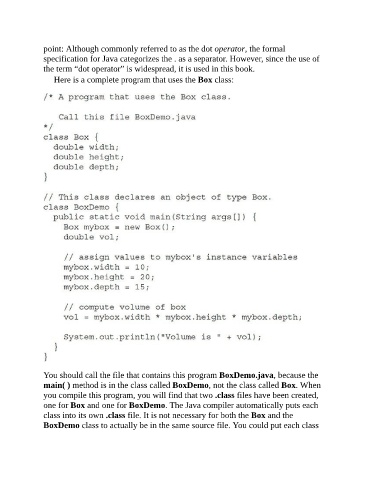 point: Although commonly referred to as the dot operator, the formal
specification for Java categorizes the . as a separator. However, since the use of
the term “dot operator” is widespread, it is used in this book.
Here is a complete program that uses the Box class:
/* A program that uses the Box class.
Call this file BoxDemo.java
*/
class Box {
double width;
double height;
double depth;
}
// This class declares an object of type Box.
class BoxDemo {
public static void main(String args[]) {
Box mybox = new Box();
double vol;
// assign values to mybox's instance variables
mybox.width = 10;
mybox.height = 20;
mybox.depth = 15;
// compute volume of box
vol = mybox.width * mybox.height * mybox.depth;
System.out.println("Volume is " + vol);
}
}
You should call the file that contains this program BoxDemo.java, because the
main( ) method is in the class called BoxDemo, not the class called Box. When
you compile this program, you will find that two .class files have been created,
one for Box and one for BoxDemo. The Java compiler automatically puts each
class into its own .class file. It is not necessary for both the Box and the
BoxDemo class to actually be in the same source file. You could put each class